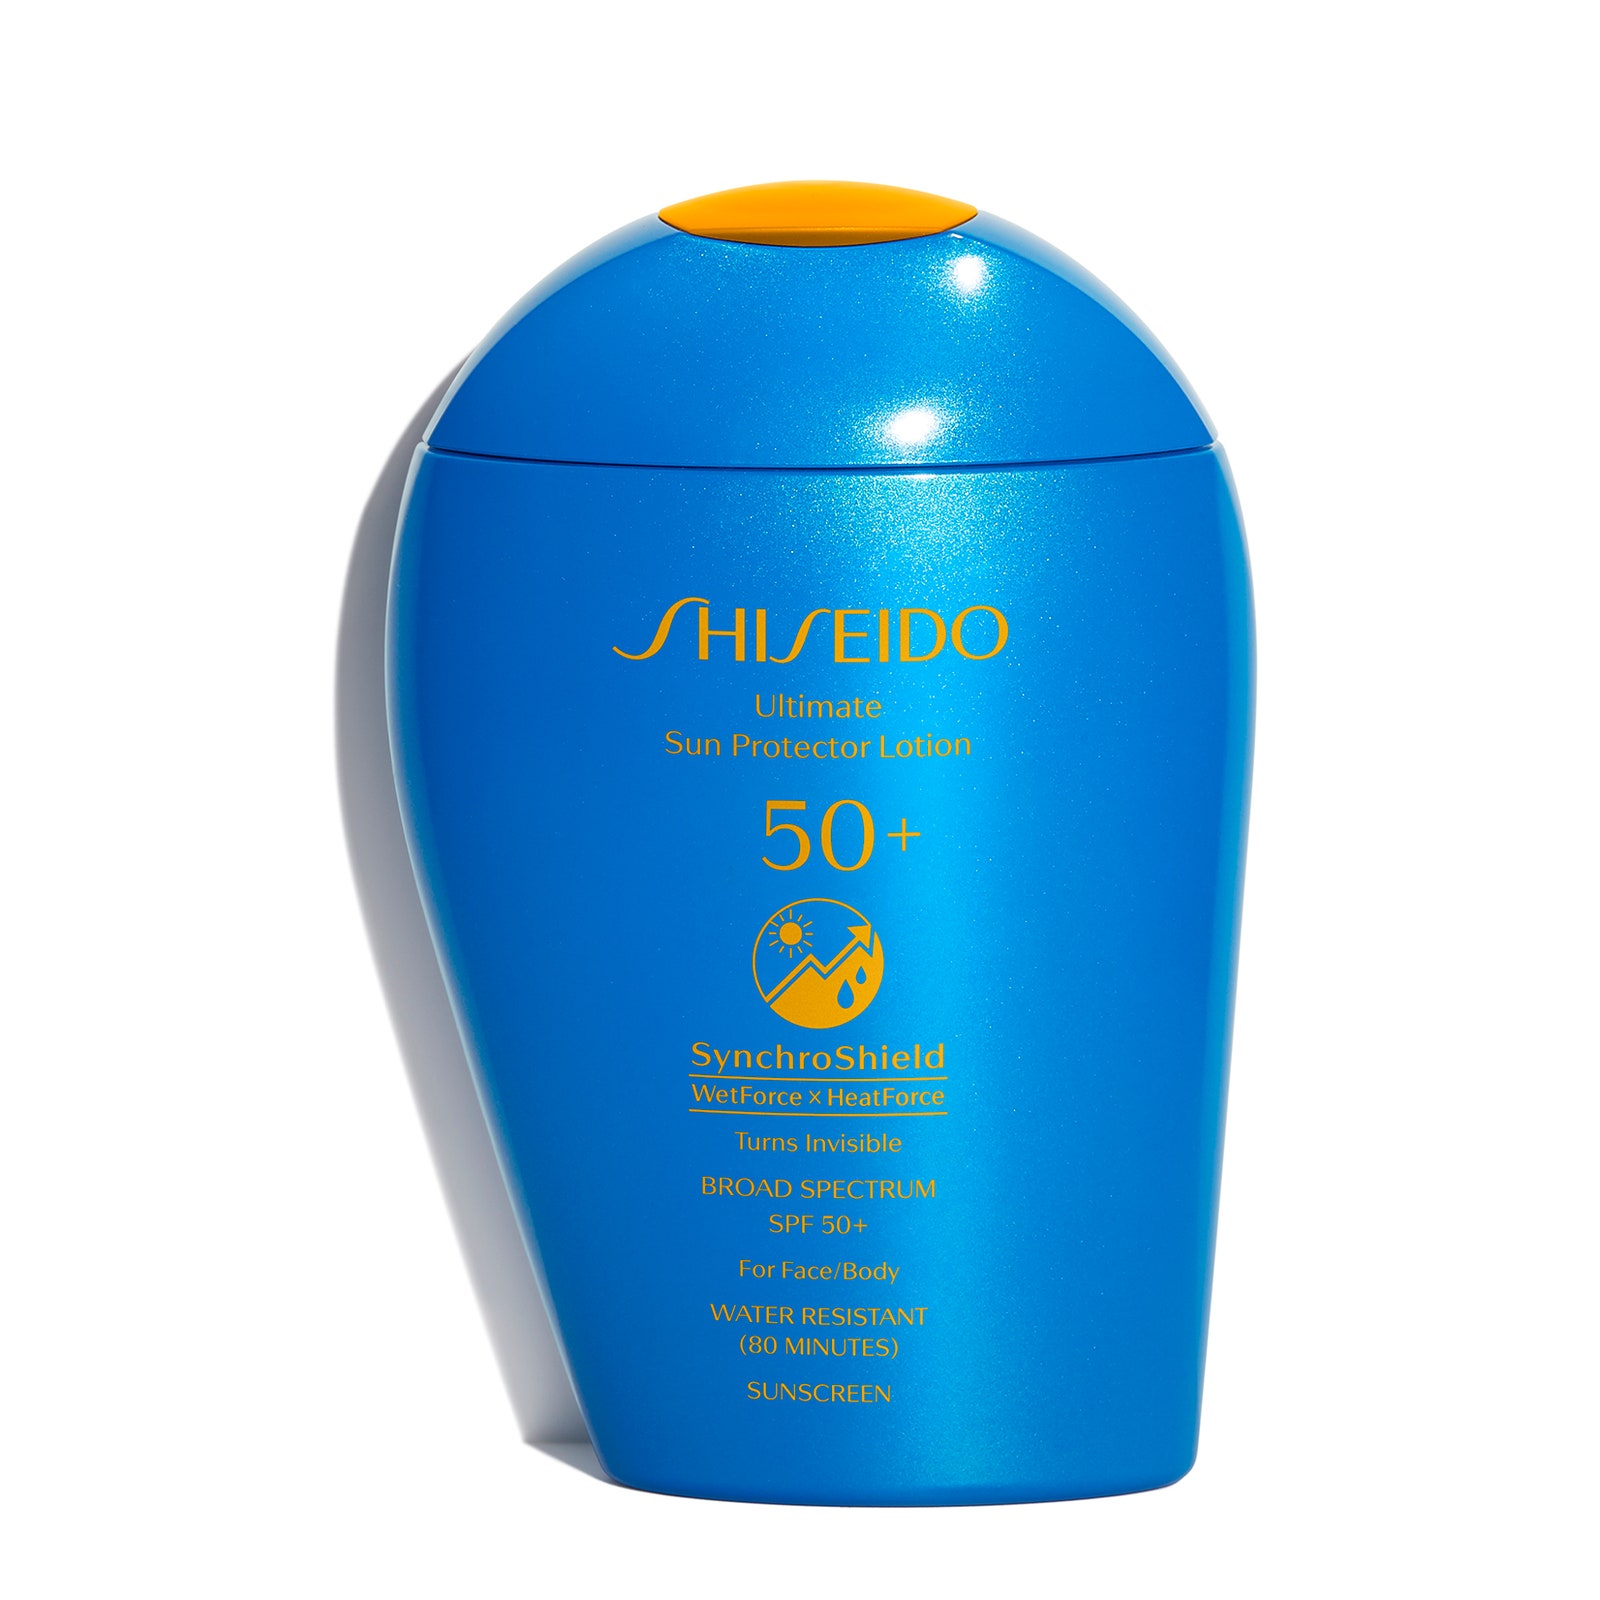 SHISEIDO
Ultimate
Sun Protector Lotion
50+
SynchroShield
WetForce x HeatForce
Turns Invisible
BROAD SPECTRUM
SPF 50+
For Face/Body
WATER RESISTANT
(80 MINUTES)
SUNSCREEN